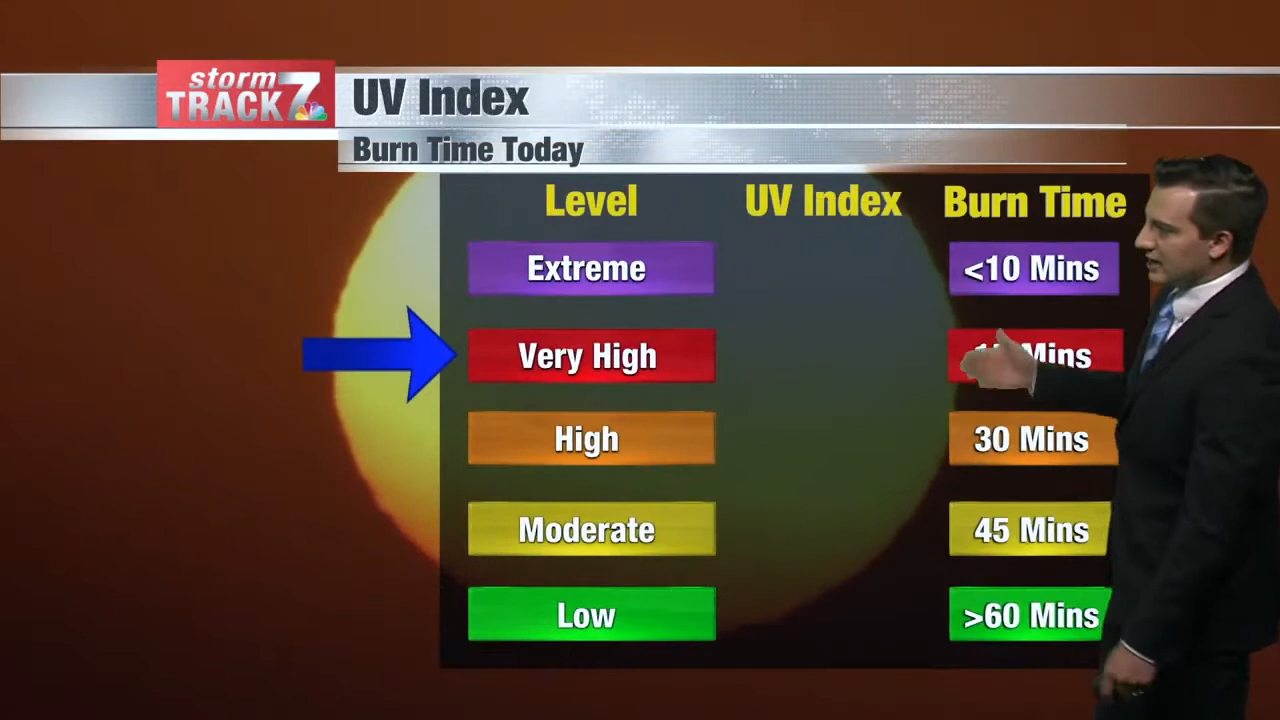 storm
TRACK 7
UV Index
Burn Time Today
Level UV Index Burn Time
Extreme <10 Mins
Very High Mins
High 30 Mins
Moderate 45 Mins
Low >60 Mins